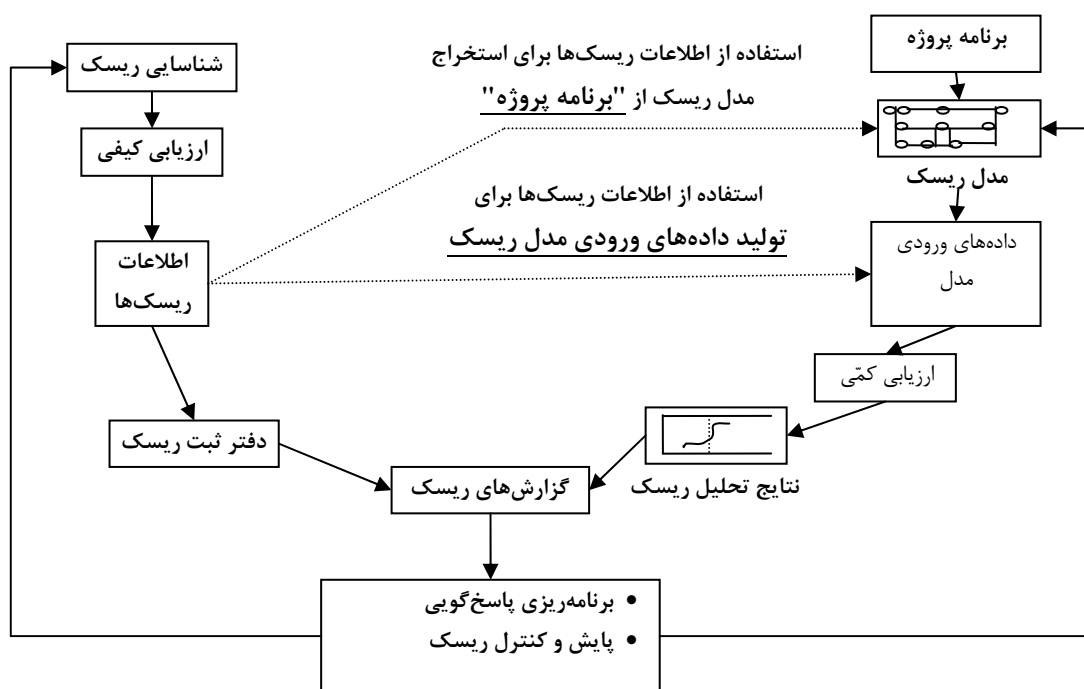 برنامه پروژه
شناسایی ریسک
استفاده از اطلاعات ریسک‌ها برای استخراج
مدل ریسک از "برنامه پروژه"
ارزیابی کیفی
مدل ریسک
استفاده از اطلاعات ریسک‌ها برای
تولید داده‌های ورودی مدل ریسک
داده‌های ورودی
مدل
اطلاعات
ریسک‌ها
ارزیابی کمّی
دفتر ثبت ریسک
نتایج تحلیل ریسک
گزارش‌های ریسک
• برنامه‌ریزی پاسخ‌گویی
• پایش و کنترل ریسک